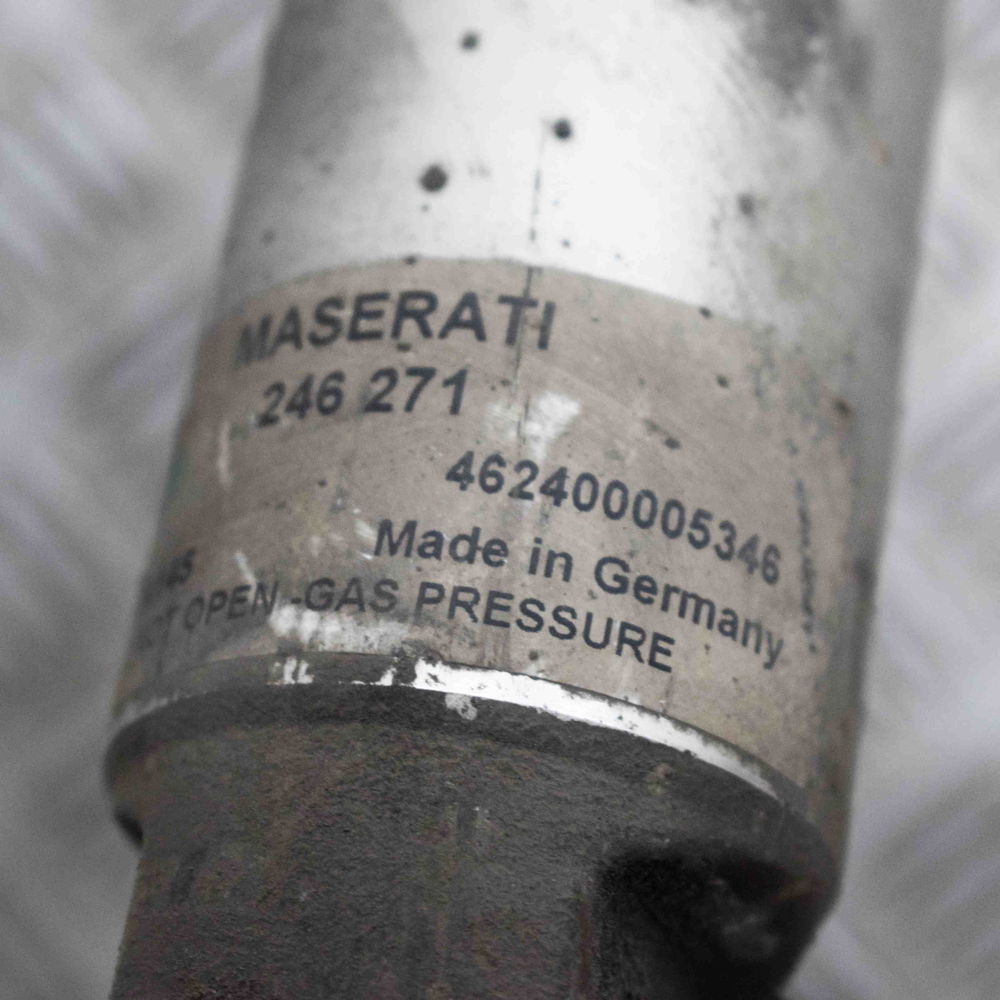 MASERATI
246 271
462400005346
Made in Germany
OPEN -GAS PRESSURE